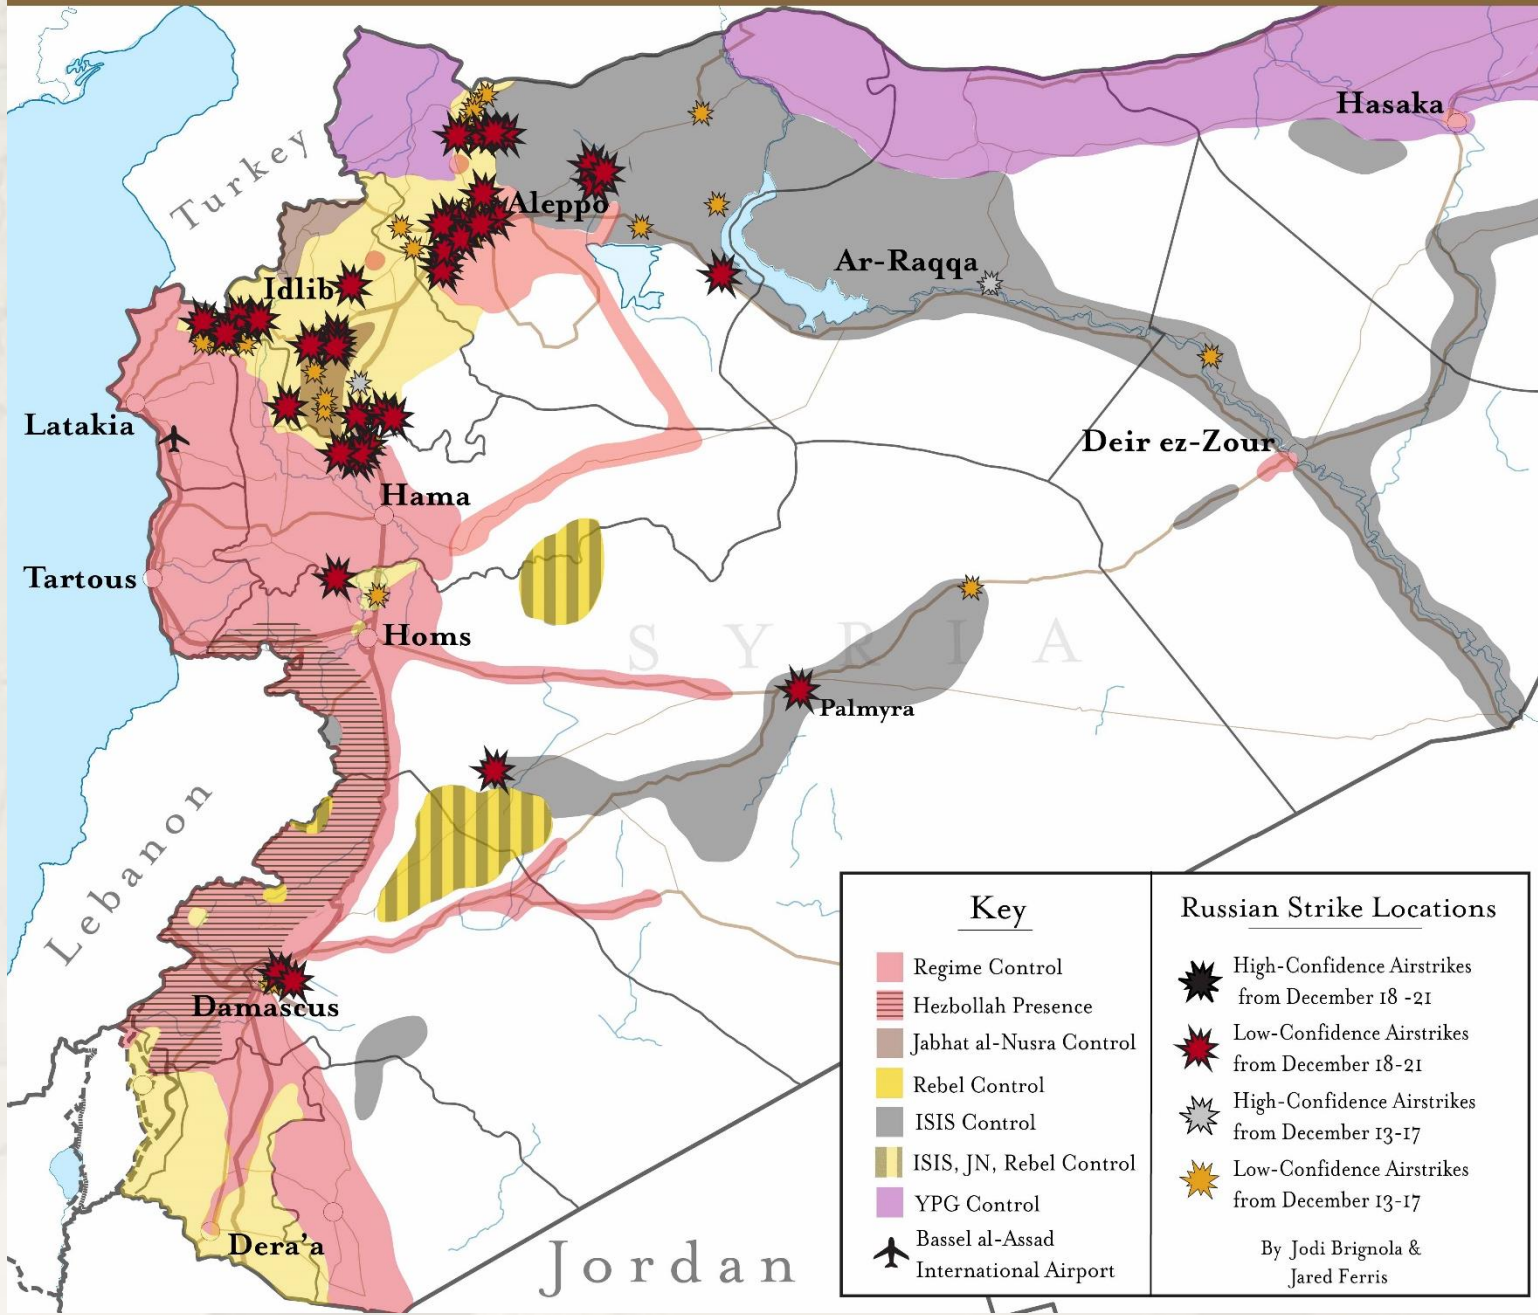 Turkey
Hasaka
Aleppo
Ar-Raqqa
Idlib
Latakia
Deir ez-Zour
Hama
Tartous
Homs
SYRIA
Palmyra
Lebanon
Damascus
Dera'a
Jordan
Key
Regime Control
Hezbollah Presence
Jabhat al-Nusra Control
Rebel Control
ISIS Control
ISIS, JN, Rebel Control
YPG Control
Bassel al-Assad
International Airport
Russian Strike Locations
High-Confidence Airstrikes
from December 18 -21
Low-Confidence Airstrikes
from December 18-21
High-Confidence Airstrikes
from December 13-17
Low-Confidence Airstrikes
from December 13-17
By Jodi Brignola &
Jared Ferris